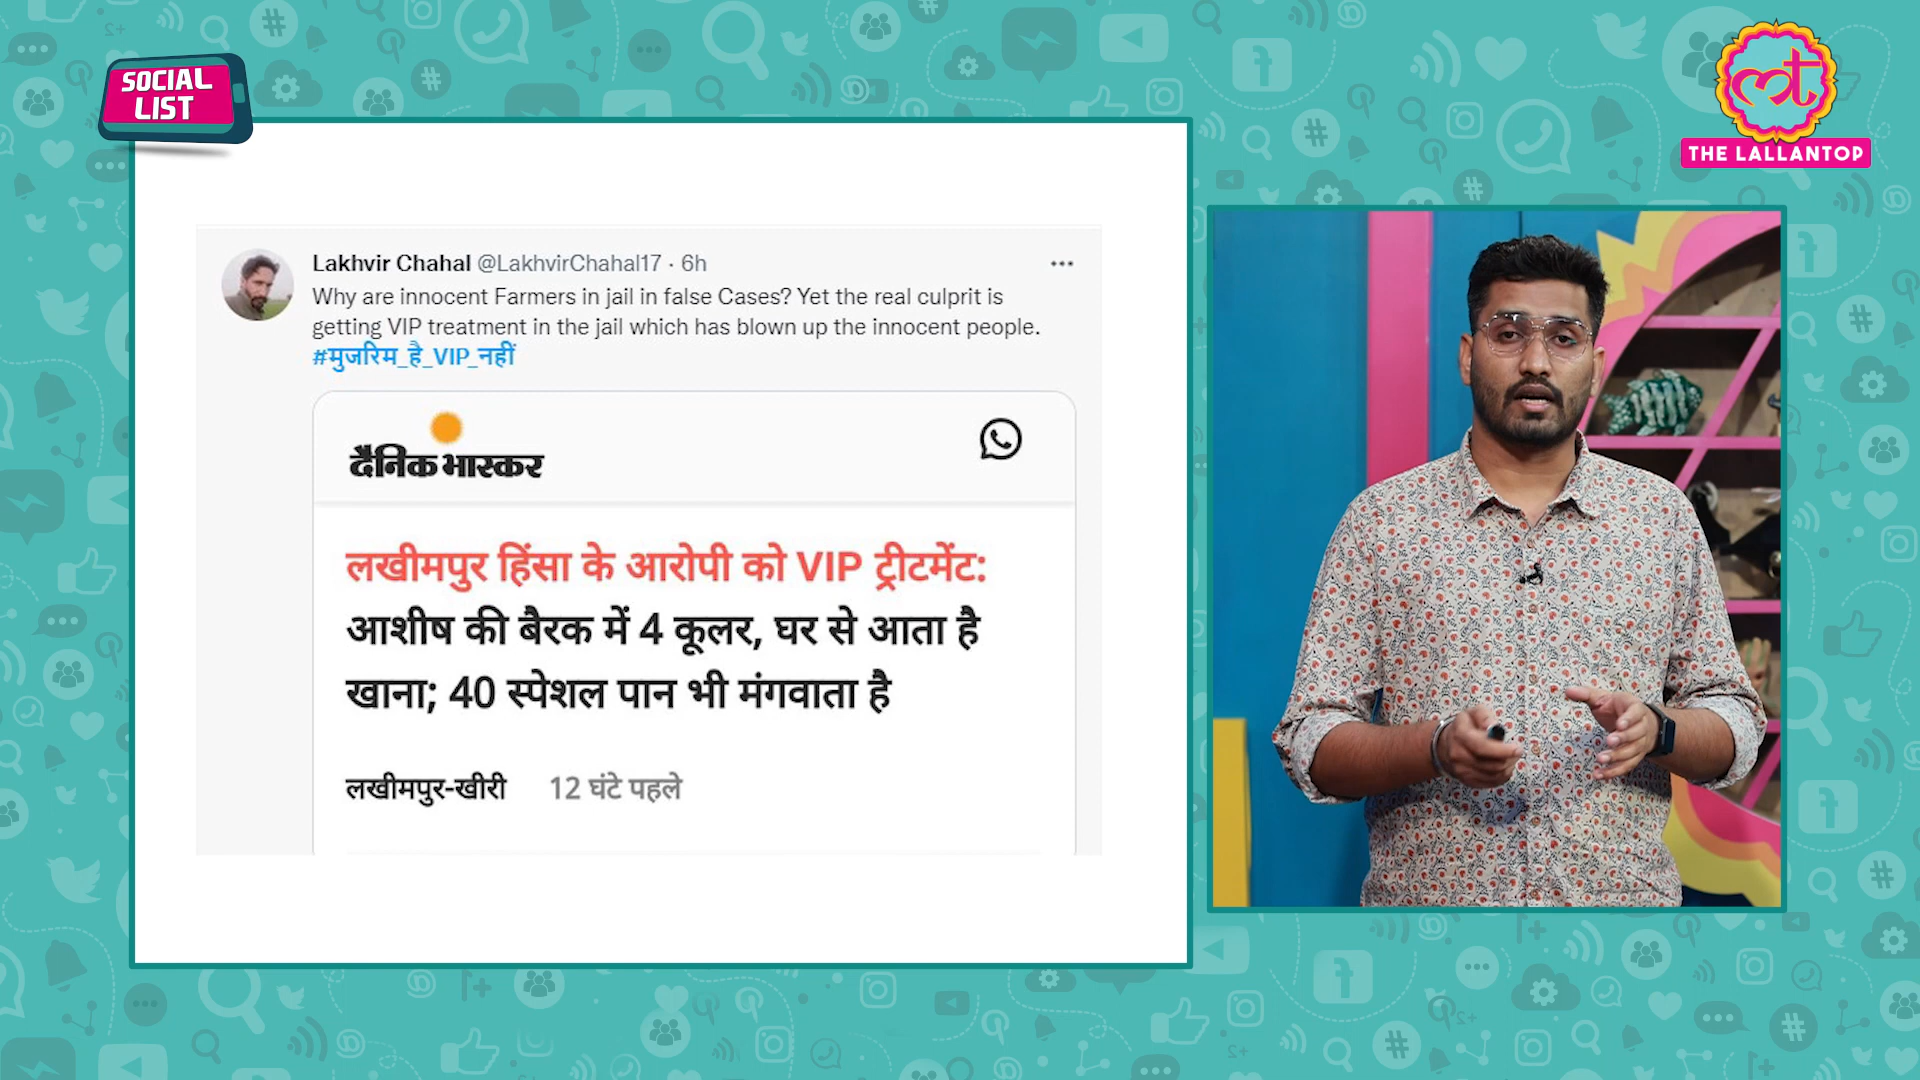 SOCIAL
LIST
THE LALLANTOP
Lakhvir Chahal @LakhvirChahal17 · 6h
Why are innocent Farmers in jail in false Cases? Yet the real culprit is
getting VIP treatment in the jail which has blown up the innocent people.
#मुजरिम_है_VIP_नहीं
दैनिक भास्कर
लखीमपुर हिंसा के आरोपी को VIP ट्रीटमेंट:
आशीष की बैरक में 4 कूलर, घर से आता है
खाना; 40 स्पेशल पान भी मंगवाता है
लखीमपुर-खीरी 12 घंटे पहले